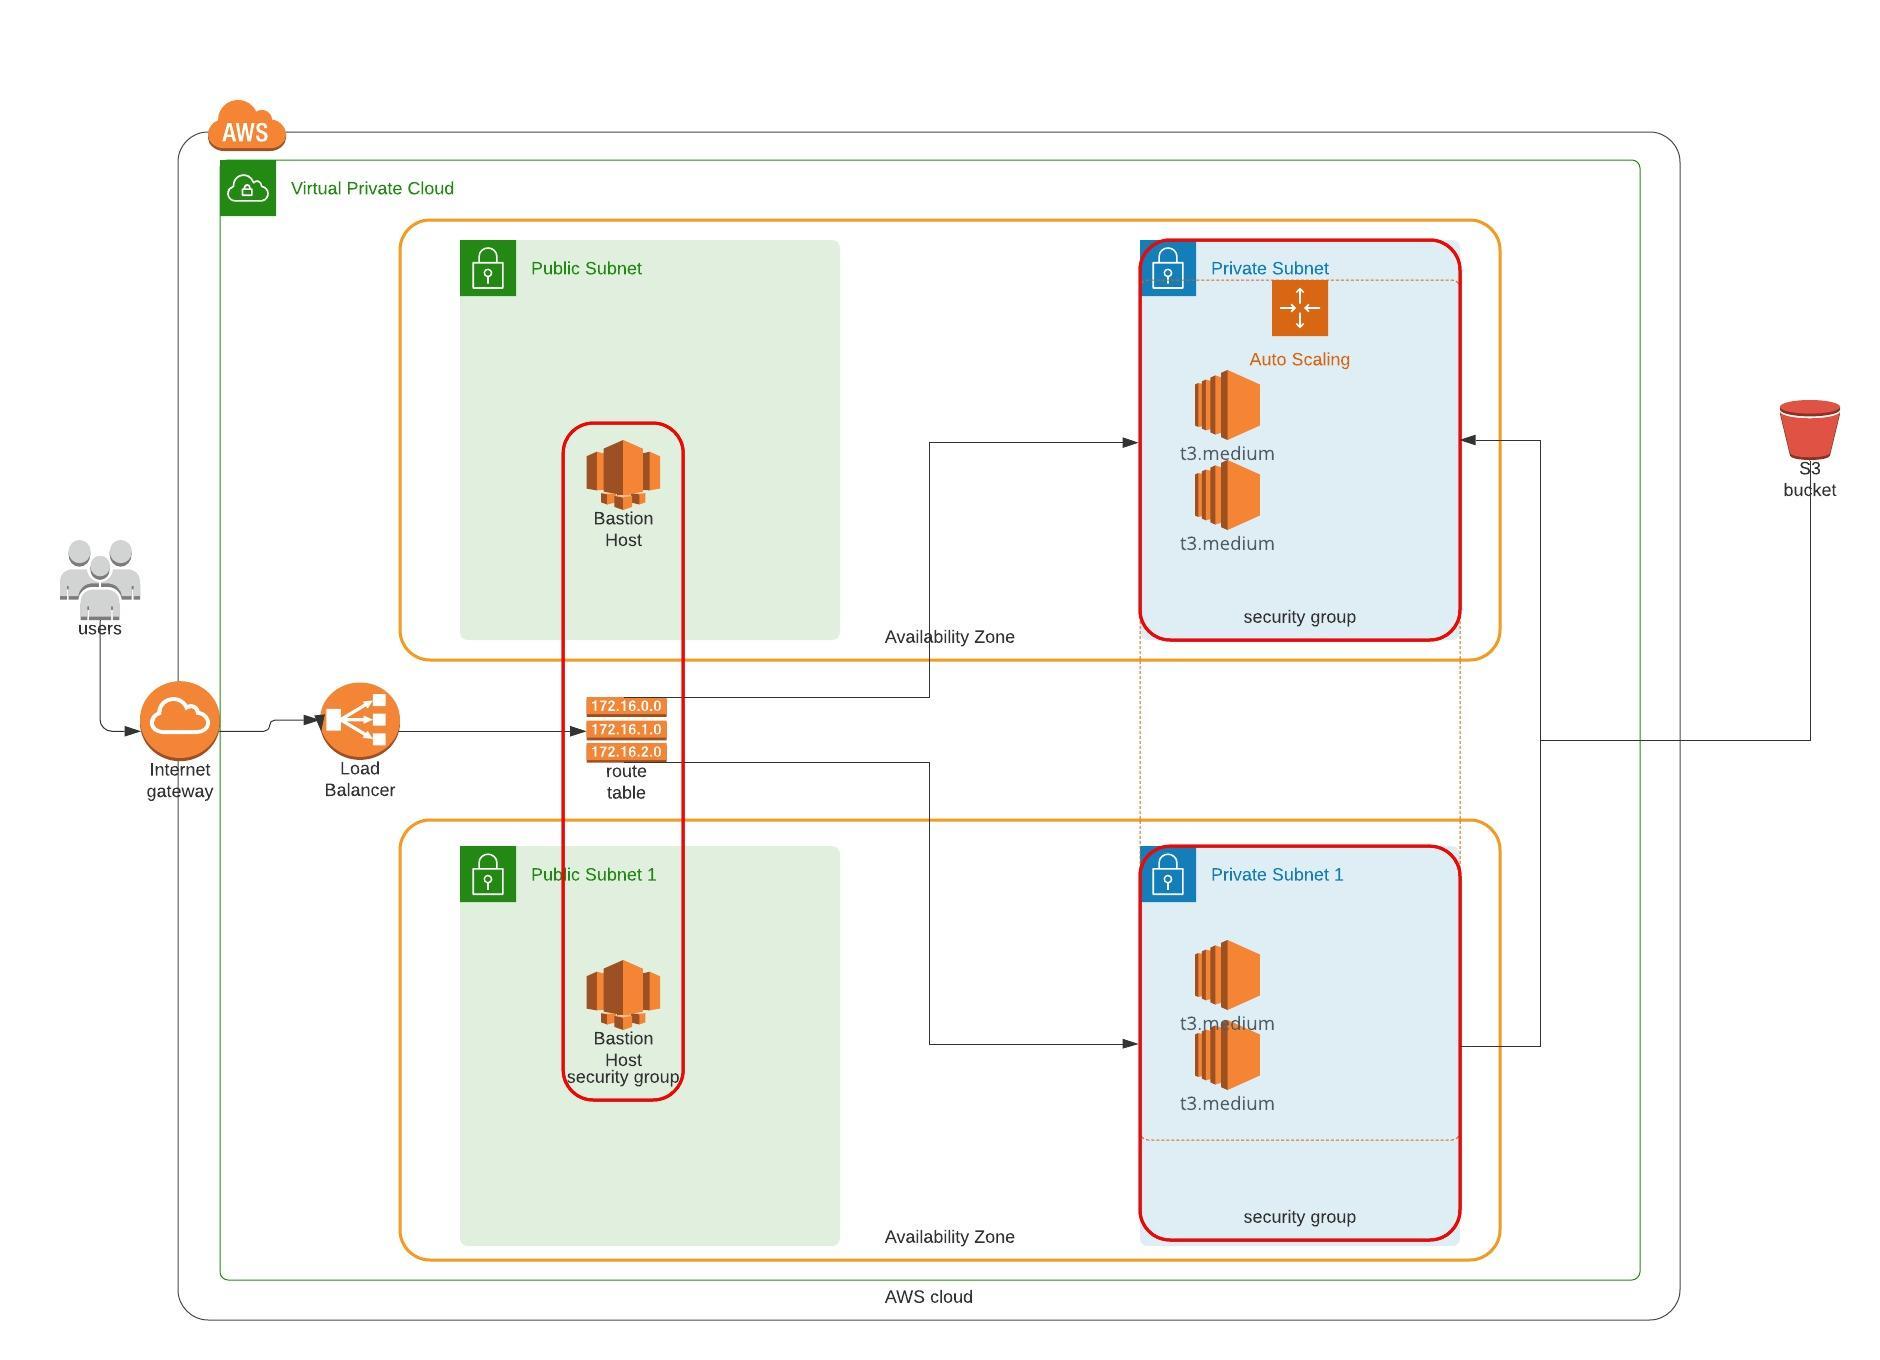 AWS
Virtual Private Cloud
Public Subnet
Private Subnet
Auto Scaling
t3.medium
t3.medium
S3
bucket
Bastion
Host
security group
users
Availability Zone
172.16.0.0
172.16.1.0
172.16.2.0
route
table
Internet
gateway
Load
Balancer
Public Subnet 1
Private Subnet 1
t3.medium
t3.medium
Bastion
Host
security group
security group
Availability Zone
AWS cloud